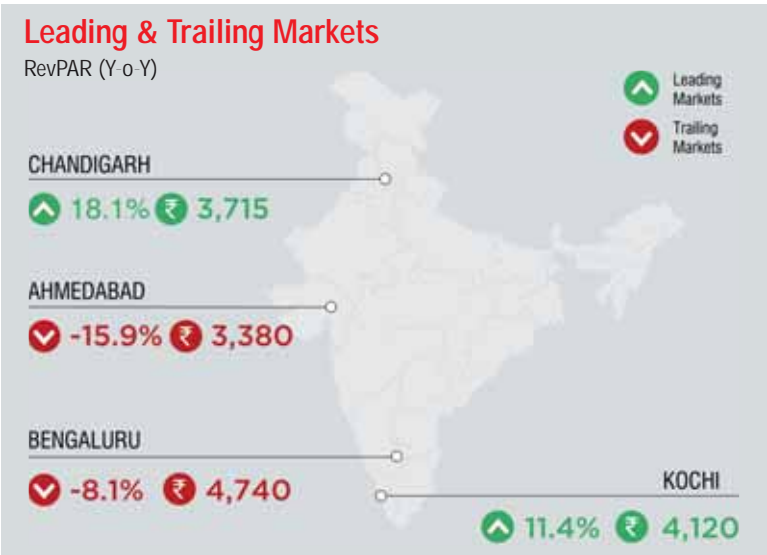 Leading & Trailing Markets
RevPAR (Y-o-Y)
Leading
Markets
Trailing
Markets
CHANDIGARH
18.1% ₹ 3,715
AHMEDABAD
-15.9% ₹ 3,380
BENGALURU
-8.1% ₹ 4,740
KOCHI
11.4% ₹ 4,120